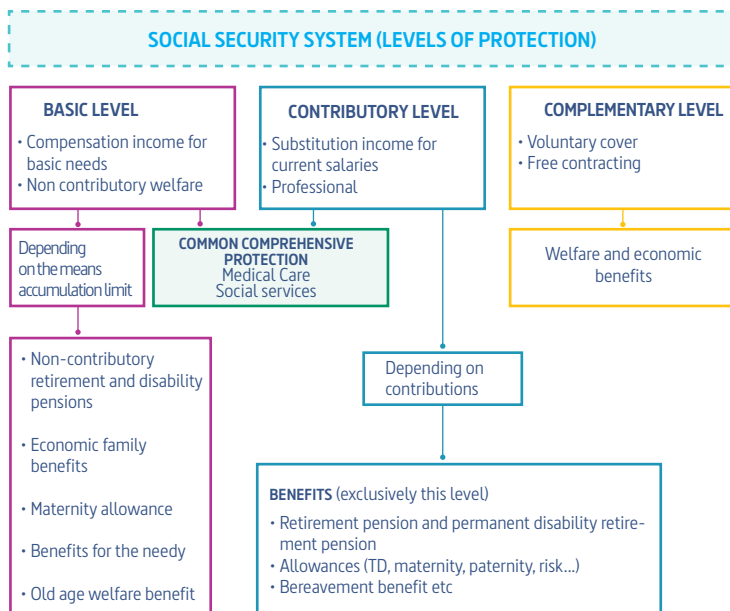 SOCIAL SECURITY SYSTEM (LEVELS OF PROTECTION)
BASIC LEVEL
• Compensation income for
basic needs
• Non contributory welfare
CONTRIBUTORY LEVEL
• Substitution income for
current salaries
• Professional
COMPLEMENTARY LEVEL
• Voluntary cover
• Free contracting
Depending
on the means
accumulation limit
COMMON COMPREHENSIVE
PROTECTION
Medical Care
Social services
Welfare and economic
benefits
• Non-contributory
retirement and disability
pensions
• Economic family
benefits
• Maternity allowance
• Benefits for the needy
• Old age welfare benefit
Depending on
contributions
BENEFITS (exclusively this level)
• Retirement pension and permanent disability retire-
ment pension
• Allowances (TD, maternity, paternity, risk...)
• Bereavement benefit etc